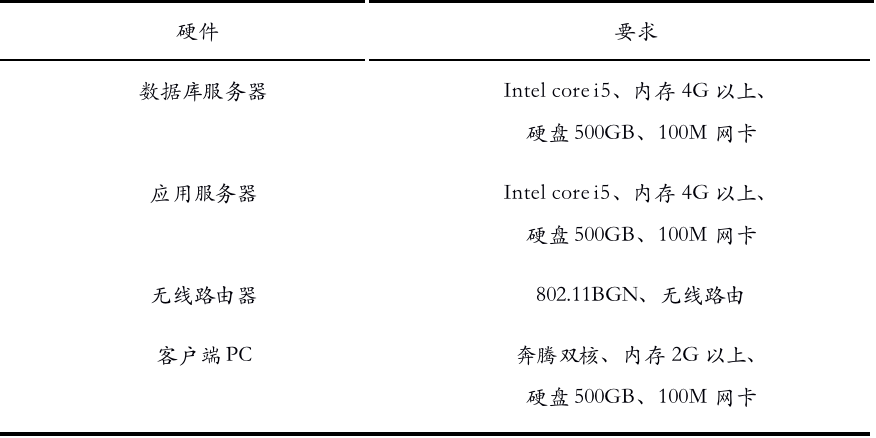 硬件 要求
数据库服务器 Intel core i5、内存 4G 以上、
硬盘 500GB、100M 网卡
应用服务器 Intel core i5、内存 4G 以上、
硬盘 500GB、100M 网卡
无线路由器 802.11BGN、无线路由
客户端 PC 奔腾双核、内存 2G 以上、
硬盘 500GB、100M 网卡